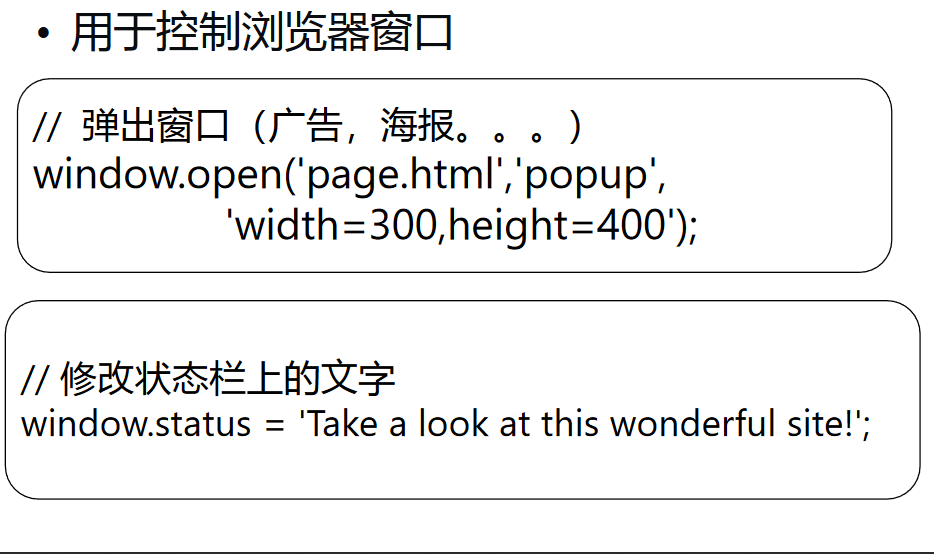 • 用于控制浏览器窗口
// 弹出窗口（广告，海报。。。）
window.open('page.html','popup',
'width=300,height=400');
// 修改状态栏上的文字
window.status = 'Take a look at this wonderful site!';